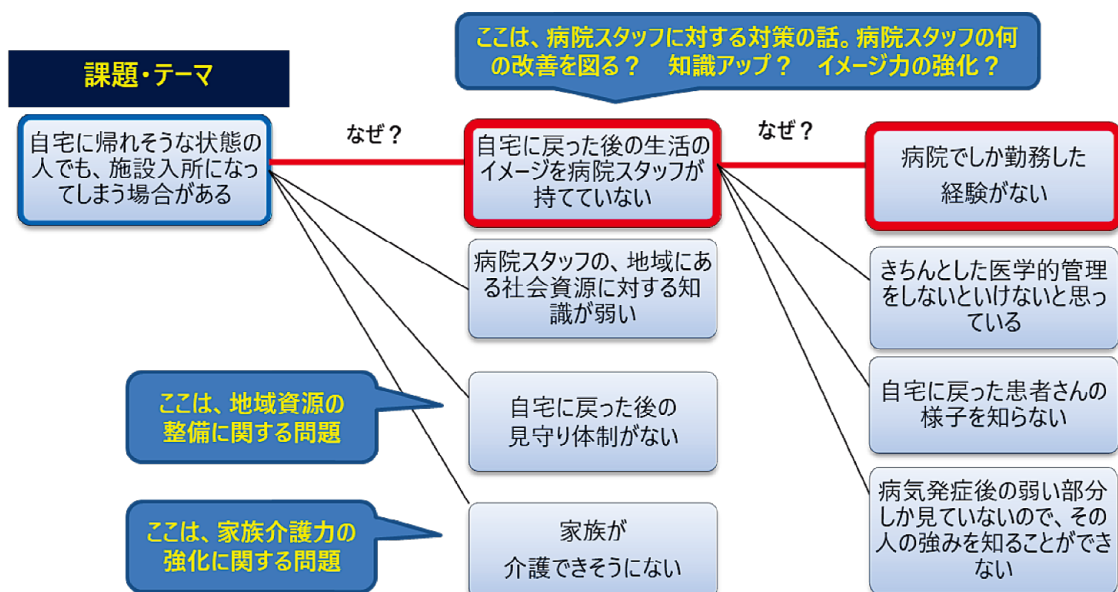 ここは、病院スタッフに対する対策の話。病院スタッフの何
の改善を図る？　知識アップ？　イメージ力の強化？
課題・テーマ
自宅に帰れそうな状態の
人でも、施設入所になっ
てしまう場合がある
なぜ？
自宅に戻った後の生活の
イメージを病院スタッフが
持てていない
なぜ？
病院でしか勤務した
経験がない
病院スタッフの、地域にあ
る社会資源に対する知
識が弱い
きちんとした医学的管理
をしないといけないと思っ
ている
ここは、地域資源の
整備に関する問題
自宅に戻った後の
見守り体制がない
自宅に戻った患者さんの
様子を知らない
ここは、家族介護力の
強化に関する問題
家族が
介護できそうにない
病気発症後の弱い部分
しか見ていないので、その
人の強みを知ることができ
ない